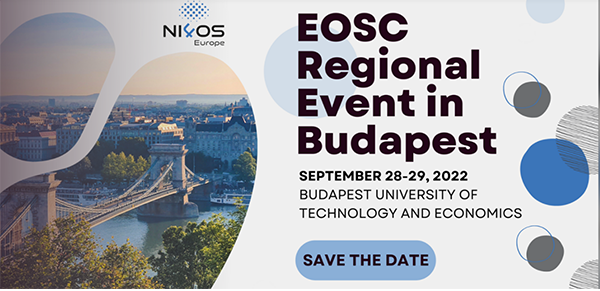 NI4OS
Europe
EOSC
Regional
Event in
Budapest
SEPTEMBER 28-29, 2022
BUDAPEST UNIVERSITY OF
TECHNOLOGY AND ECONOMICS
SAVE THE DATE